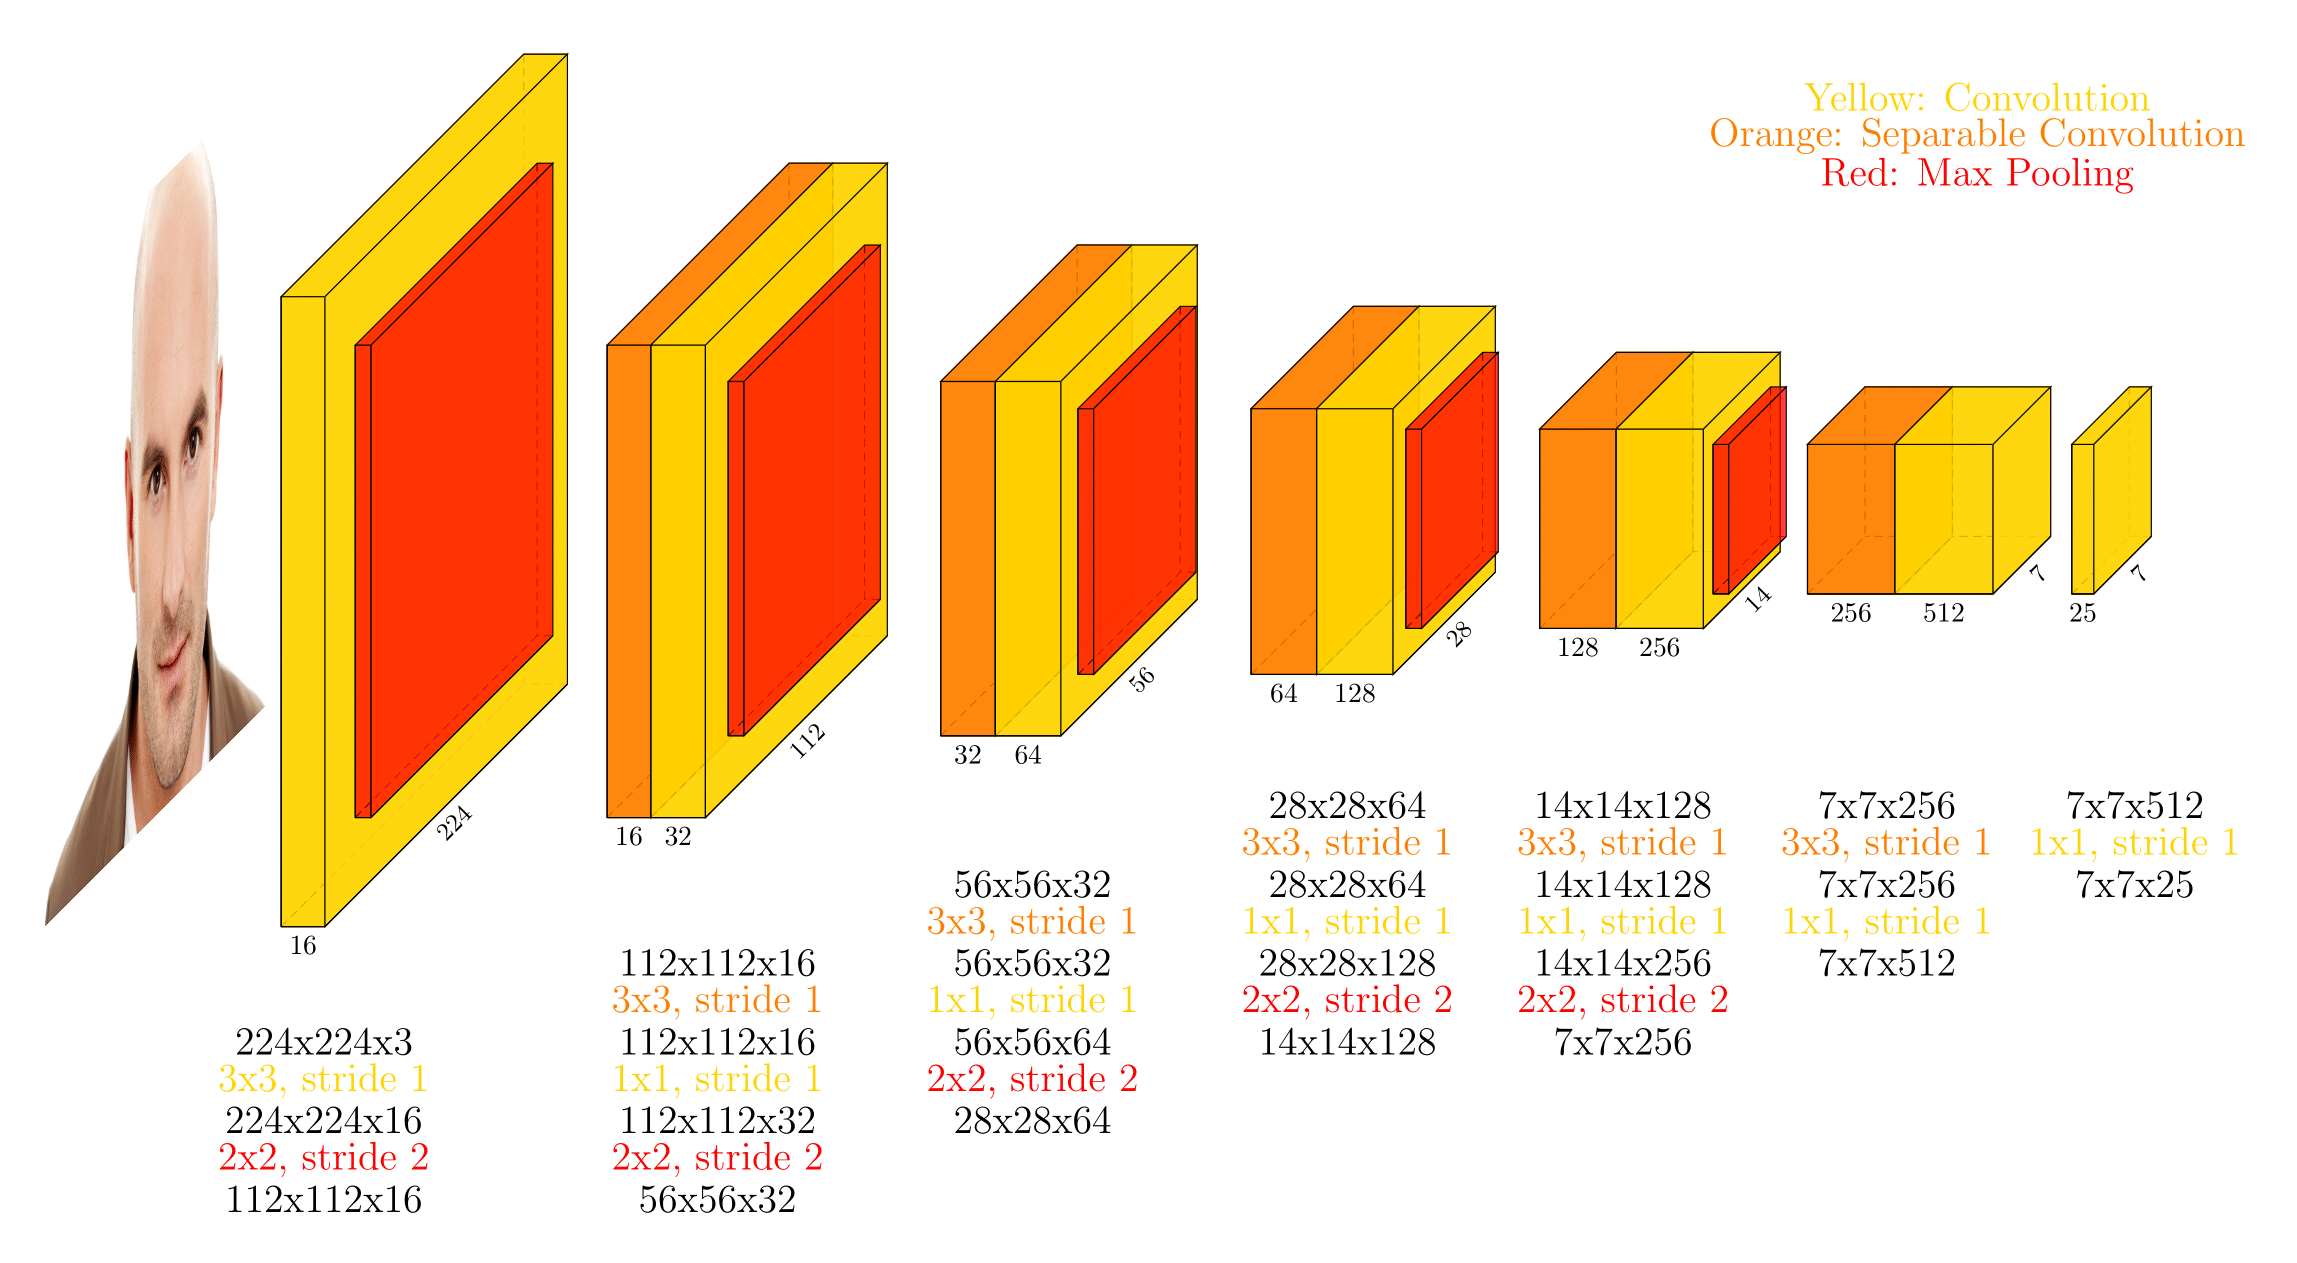 Yellow: Convolution
Orange: Separable Convolution
Red: Max Pooling
16
224
16
32
112
32
64
56
64
128
28
128
256
14
256
512
7
25
7
224x224x3
3x3, stride 1
224x224x16
2x2, stride 2
112x112x16
112x112x16
3x3, stride 1
112x112x16
1x1, stride 1
112x112x32
2x2, stride 2
56x56x32
56x56x32
3x3, stride 1
56x56x32
1x1, stride 1
56x56x64
2x2, stride 2
28x28x64
28x28x64
3x3, stride 1
28x28x64
1x1, stride 1
28x28x128
2x2, stride 2
14x14x128
14x14x128
3x3, stride 1
14x14x128
1x1, stride 1
14x14x256
2x2, stride 2
7x7x256
7x7x256
3x3, stride 1
7x7x256
1x1, stride 1
7x7x512
7x7x512
1x1, stride 1
7x7x25